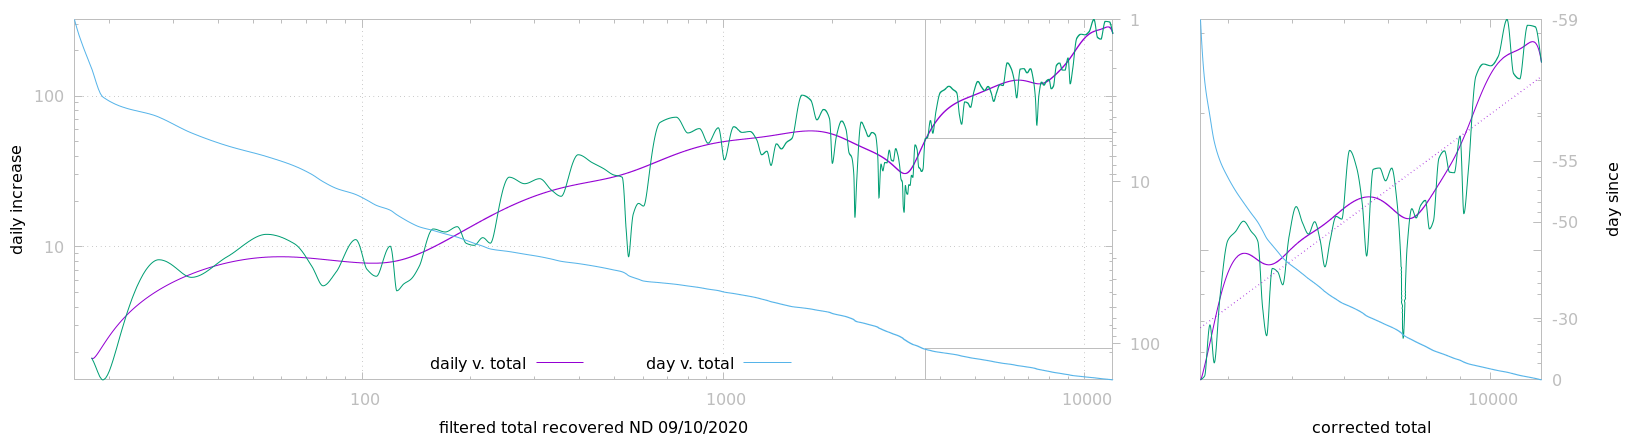 daily increase
100
10
daily v. total
day v. total
100
1000
10000
filtered total recovered ND 09/10/2020
1
10
100
10000
corrected total
-59
-55
-50
-30
0
day since